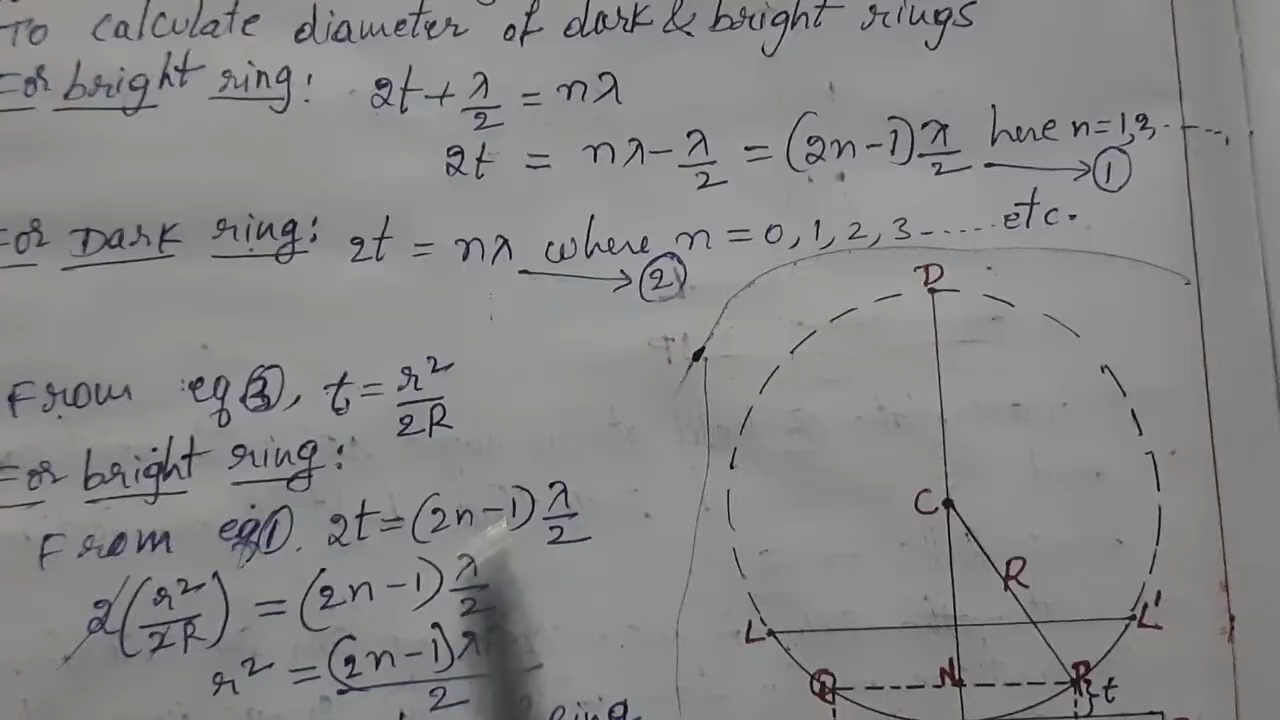 To calculate diameter of dark & bright rings
For bright ring: 2t + λ/2 = nλ
2t = nλ - λ/2 = (2n-1) λ/2 here n=1,2,.....,
→ ①
For Dark ring: 2t = nλ where n = 0, 1, 2, 3 ...... etc.
→ ②
From eq ③, t = r²/2R
For bright ring:
From eq ①. 2t = (2n-1) λ/2
2(r²/2R) = (2n-1) λ/2
r² = (2n-1)λ / 2
D
C
R
L
L'
N
P
t